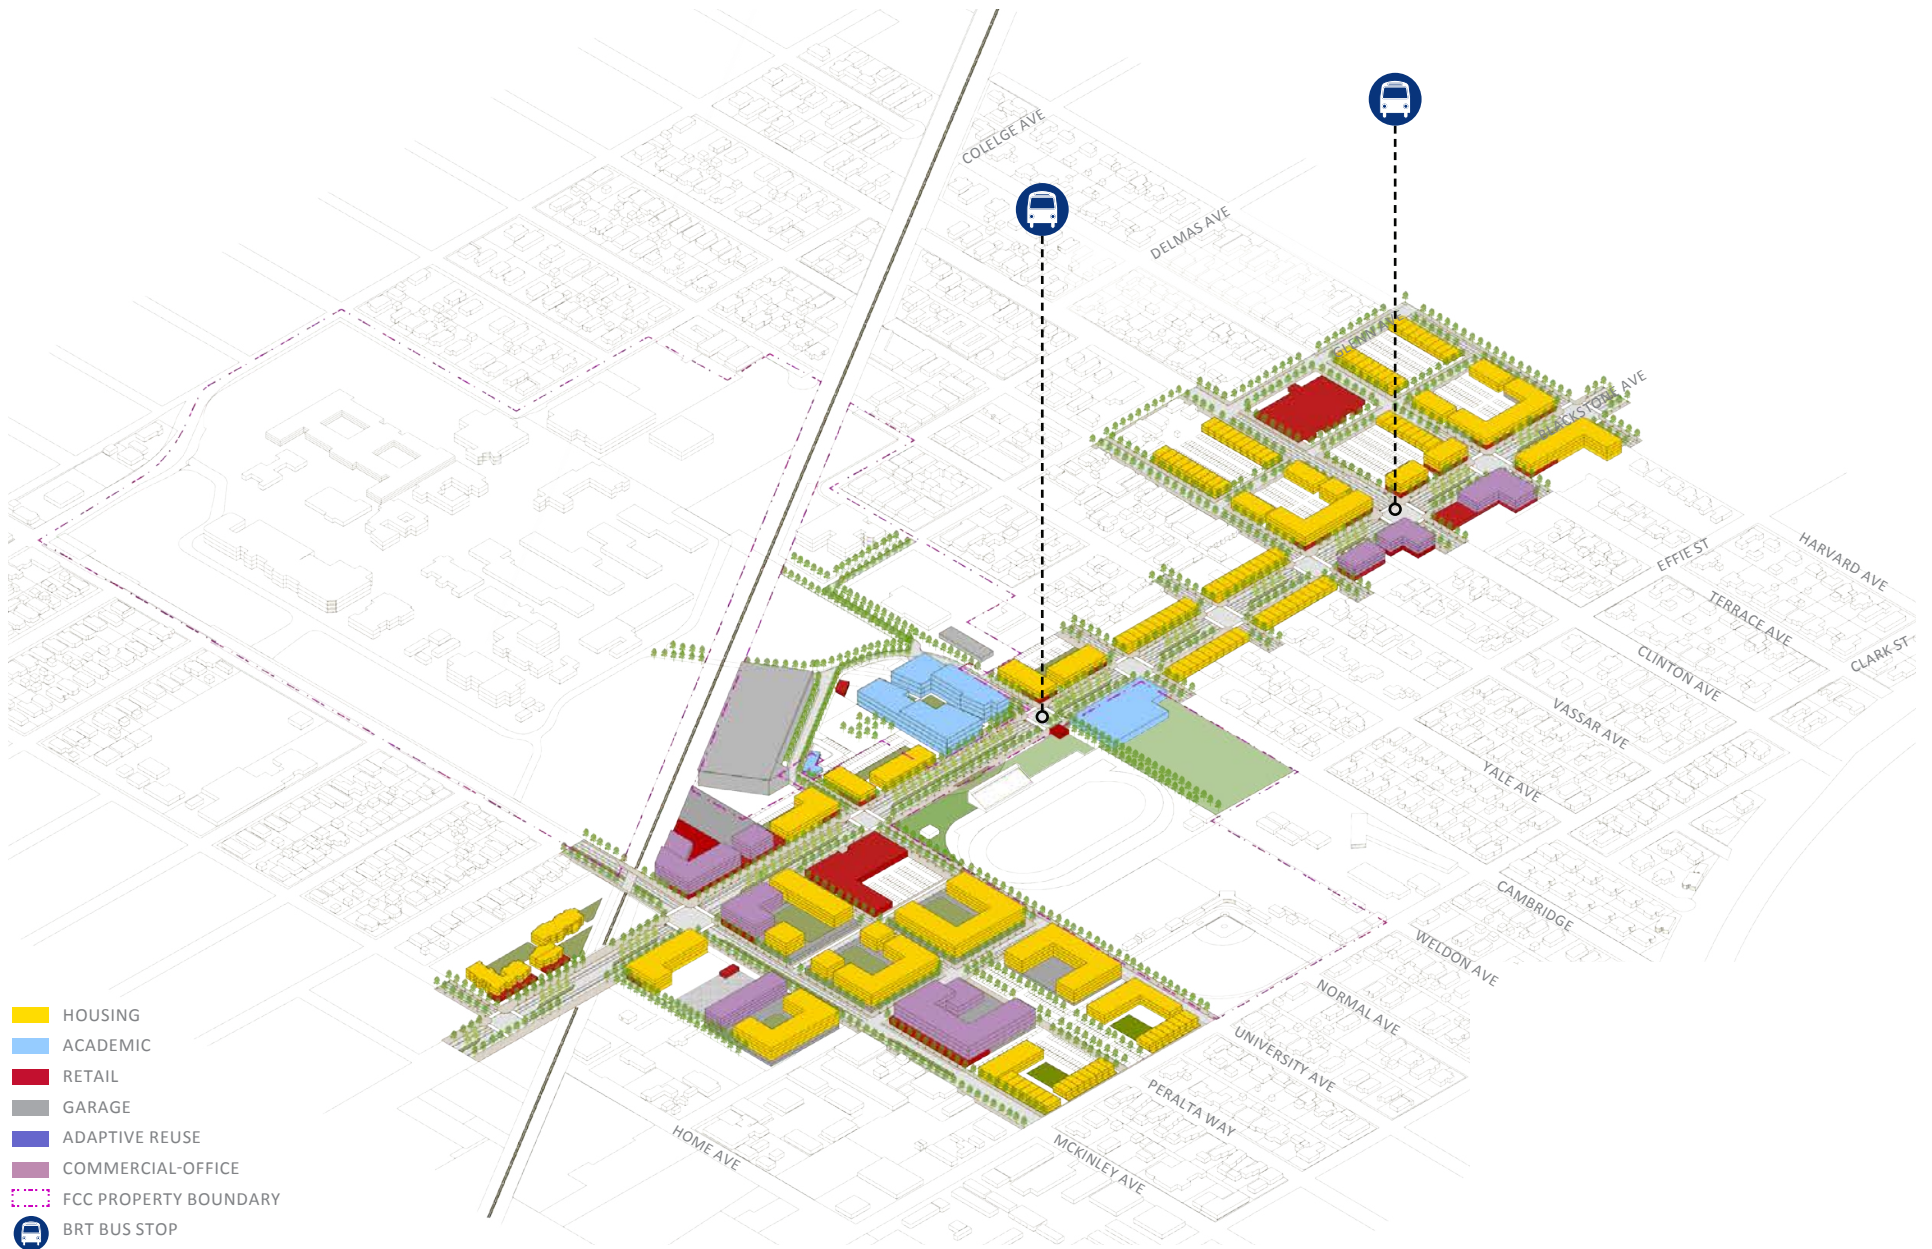 COLELGE AVE
DELMAS AVE
GLENN A
BLACKSTONE AVE
EFFIE ST
HARVARD AVE
TERRACE AVE
CLINTON AVE
CLARK ST
VASSAR AVE
YALE AVE
CAMBRIDGE
WELDON AVE
NORMAL AVE
UNIVERSITY AVE
PERALTA WAY
MCKINLEY AVE
HOME AVE
HOUSING
ACADEMIC
RETAIL
GARAGE
ADAPTIVE REUSE
COMMERCIAL-OFFICE
FCC PROPERTY BOUNDARY
BRT BUS STOP